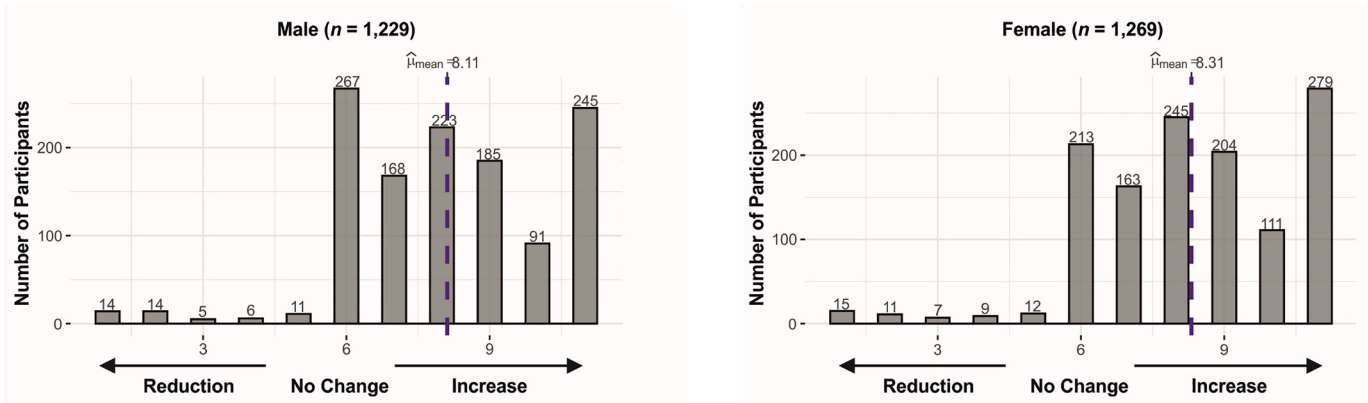 Male (n = 1,229)
μ̂mean =8.11
Number of Participants
200
100
0
14
14
5
6
11
267
168
223
185
91
245
3
6
9
Reduction
No Change
Increase
Female (n = 1,269)
μ̂mean =8.31
Number of Participants
200
100
0
15
11
7
9
12
213
163
245
204
111
279
3
6
9
Reduction
No Change
Increase